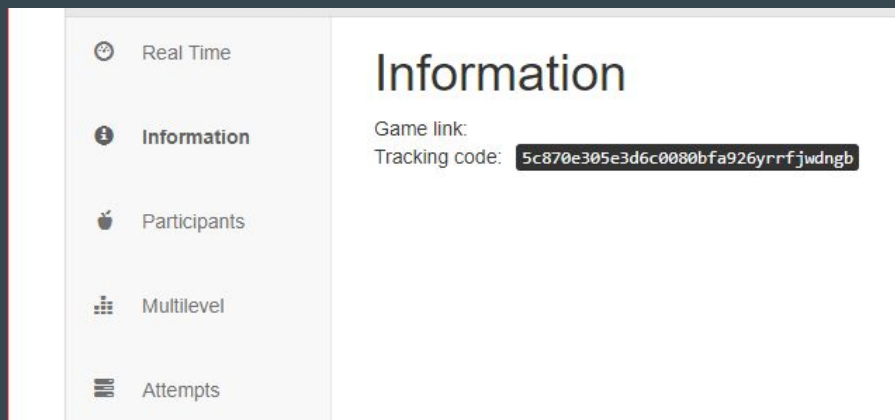 Real Time
Information
Participants
Multilevel
Attempts
Information
Game link:
Tracking code: 5c870e305e3d6c0080bfa926yrrfjwdngb